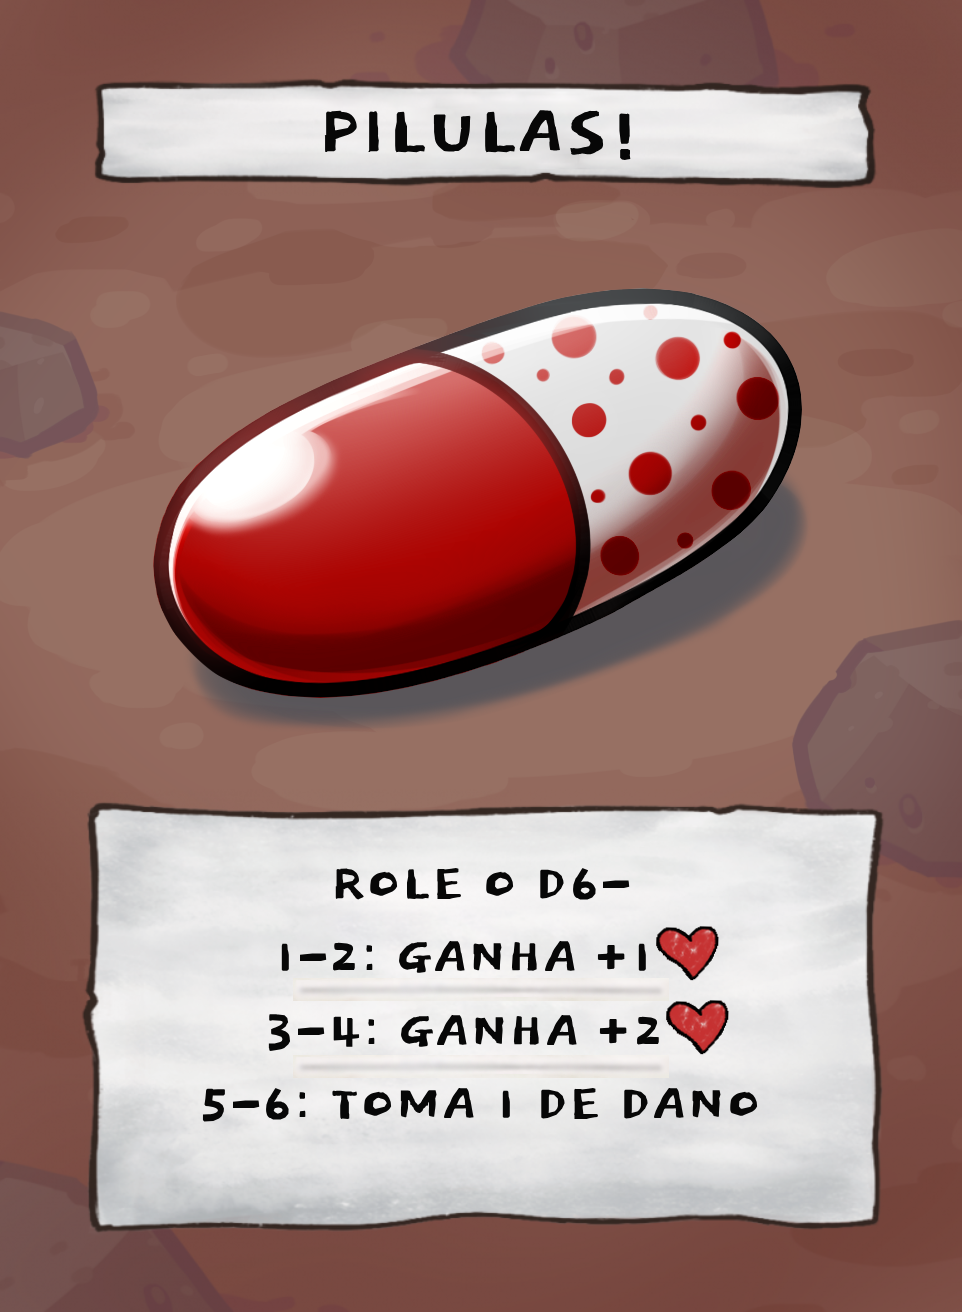 PILULAS!
ROLE O D6-
1-2: GANHA +1
3-4: GANHA +2
5-6: TOMA 1 DE DANO